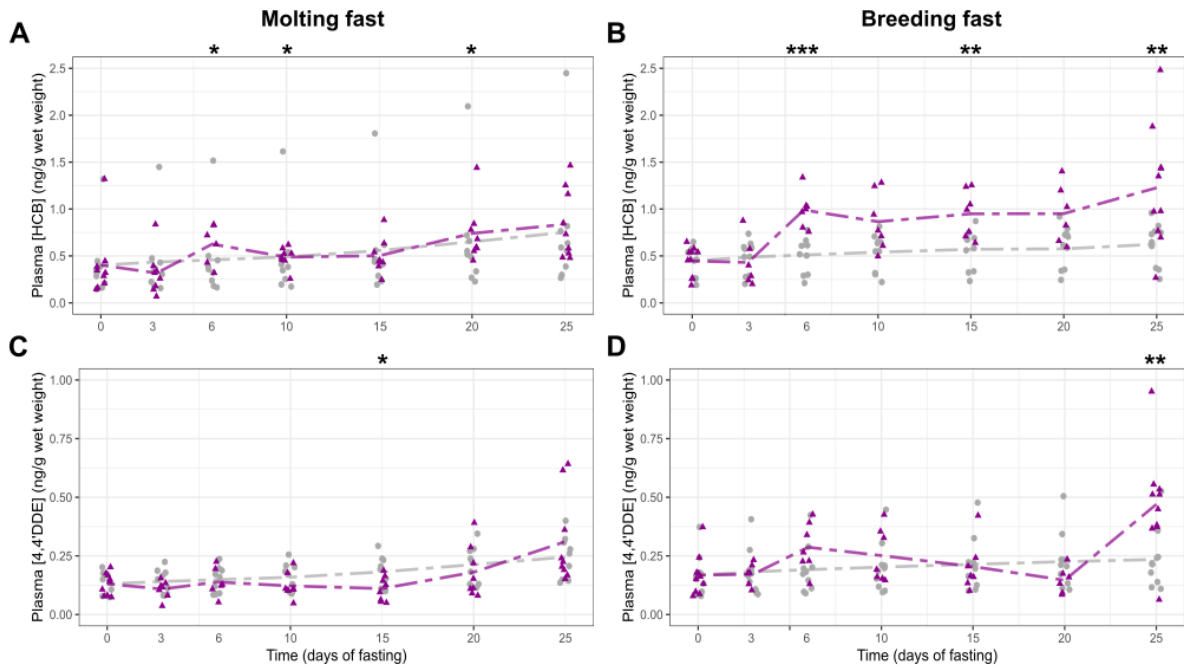 Molting fast
Breeding fast
A
B
* * *
*** ** **
Plasma [HCB] (ng/g wet weight)
2.5
2.0
1.5
1.0
0.5
0.0
0 3 6 10 15 20 25
Plasma [HCB] (ng/g wet weight)
2.5
2.0
1.5
1.0
0.5
0.0
0 3 6 10 15 20 25
C
D
*
**
Plasma [4,4'DDE] (ng/g wet weight)
1.00
0.75
0.50
0.25
0.00
0 3 6 10 15 20 25
Time (days of fasting)
Plasma [4,4'DDE] (ng/g wet weight)
1.00
0.75
0.50
0.25
0.00
0 3 6 10 15 20 25
Time (days of fasting)